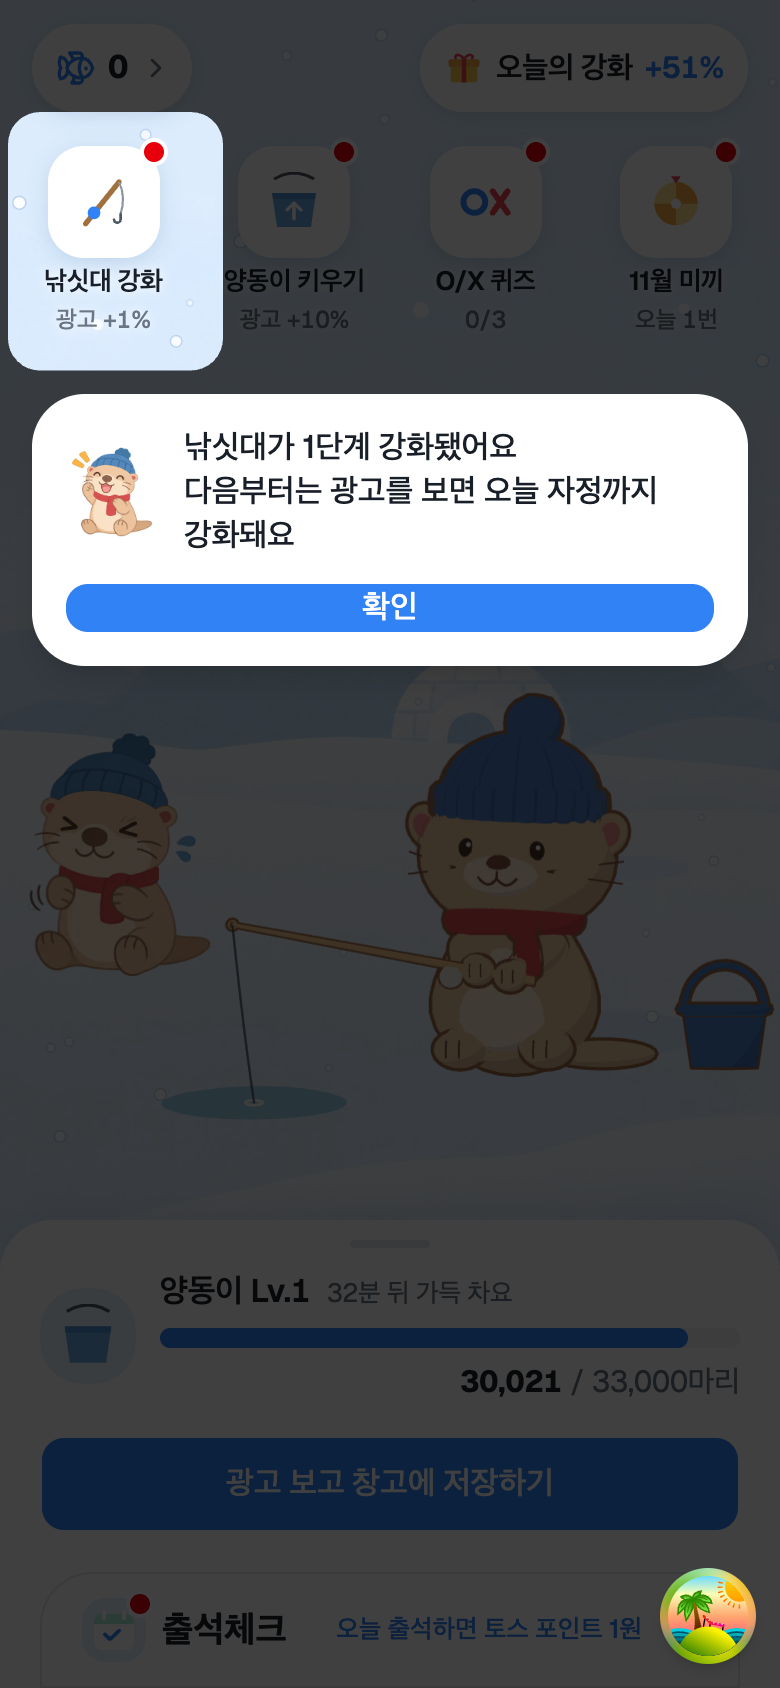 0
오늘의 강화 +51%
OX
낚싯대 강화
광고 +1%
양동이 키우기
광고 +10%
O/X 퀴즈
0/3
11월 미끼
오늘 1번
낚싯대가 1단계 강화됐어요
다음부터는 광고를 보면 오늘 자정까지
강화돼요
확인
양동이 Lv.1 32분 뒤 가득 차요
30,021 / 33,000마리
광고 보고 창고에 저장하기
출석체크 오늘 출석하면 토스 포인트 1원